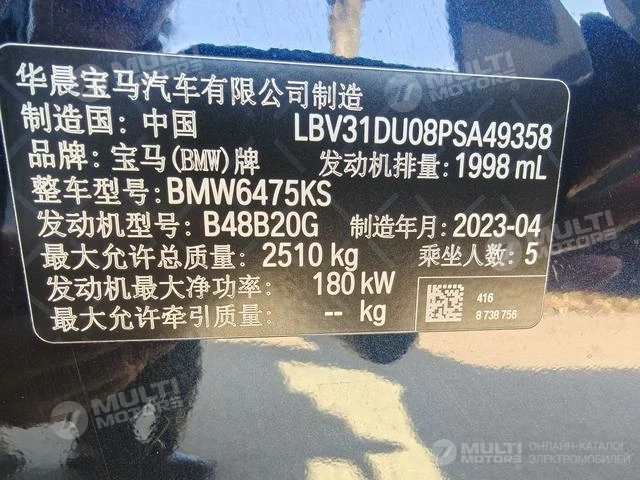 华晨宝马汽车有限公司制造
制造国：中国 LBV31DU08PSA49358
品牌：宝马(BMW)牌 发动机排量：1998 mL
整车型号：BMW6475KS
发动机型号：B48B20G 制造年月：2023-04
最大允许总质量：2510 kg 乘坐人数：5
发动机最大净功率：180 kW
最大允许牵引质量： -- kg
416
8 738 756
MULTI MOTORS
MULTI MOTORS
MULTI MOTORS
MULTI MOTORS
ОНЛАЙН-КАТАЛОГ
ЭЛЕКТРОМОБИЛЕЙ